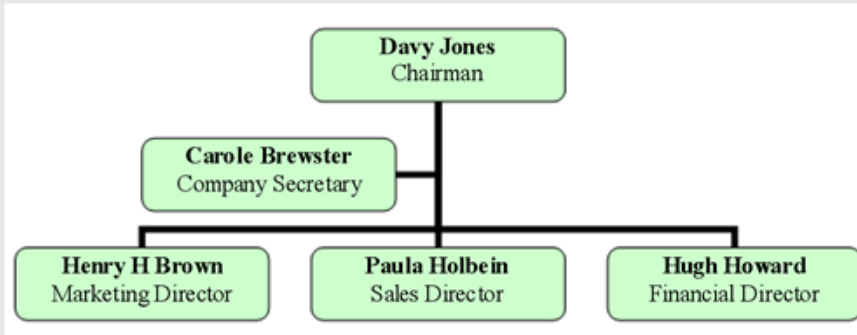 Davy Jones
Chairman
Carole Brewster
Company Secretary
Henry H Brown
Marketing Director
Paula Holbein
Sales Director
Hugh Howard
Financial Director